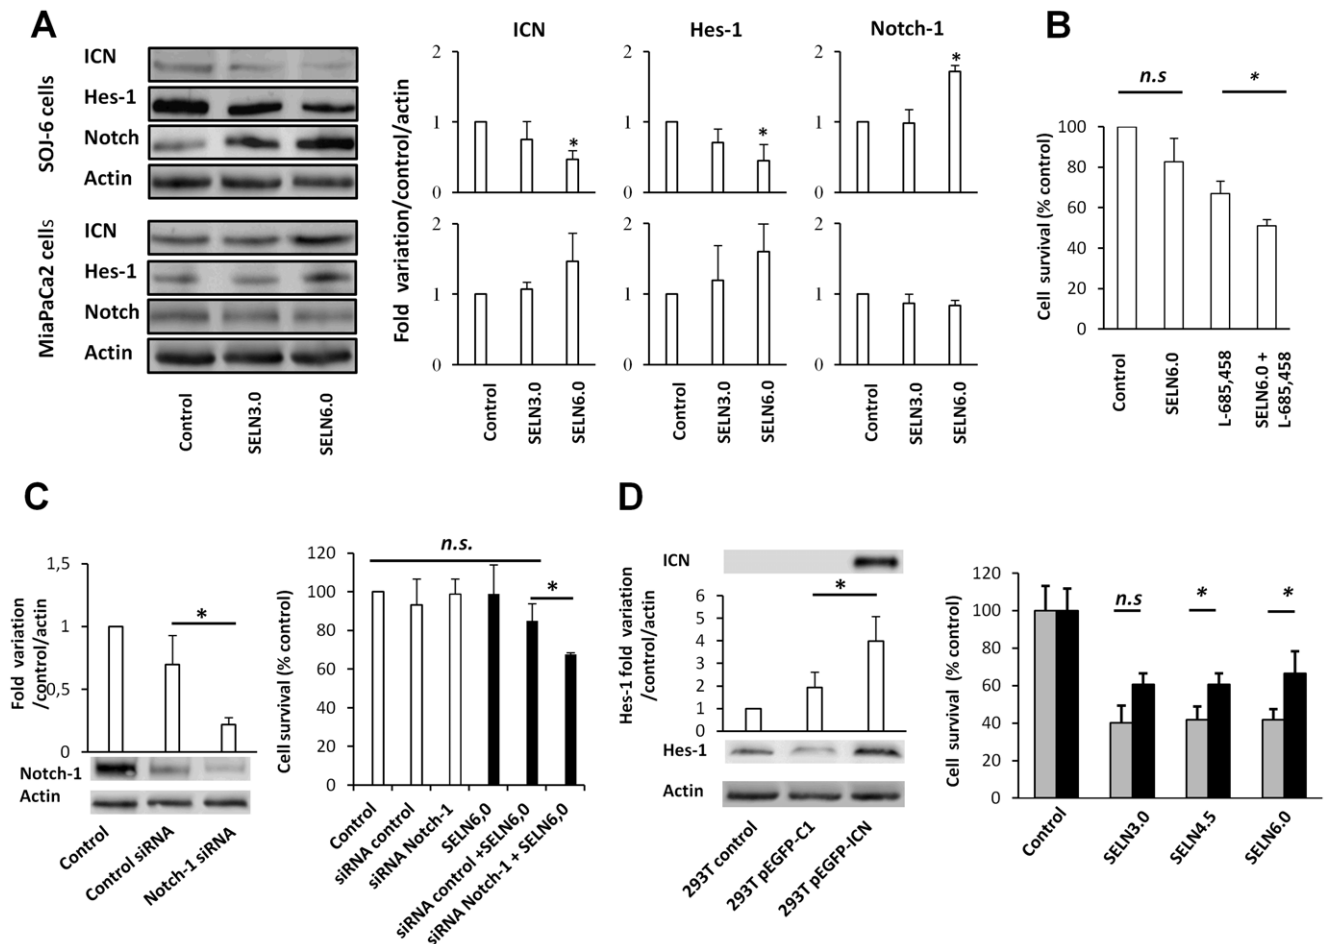 A
SOJ-6 cells
ICN
Hes-1
Notch
Actin
MiaPaCa2 cells
ICN
Hes-1
Notch
Actin
Control
SELN3.0
SELN6.0
Fold variation/control/actin
ICN
Hes-1
Notch-1
2
1
0
*
2
1
0
*
2
1
0
*
2
1
0
2
1
0
2
1
0
Control
SELN3.0
SELN6.0
Control
SELN3.0
SELN6.0
Control
SELN3.0
SELN6.0
B
n.s
*
Cell survival (% control)
100
80
60
40
20
0
Control
SELN6.0
L-685,458
SELN6.0 +
L-685,458
C
Fold variation
/control/actin
1,5
1
0,5
0
*
Notch-1
Actin
Control
Control siRNA
Notch-1 siRNA
Cell survival (% control)
120
100
80
60
40
20
0
n.s.
*
Control
siRNA control
siRNA Notch-1
SELN6,0
siRNA control +SELN6,0
siRNA Notch-1 + SELN6,0
D
ICN
Hes-1 fold variation
/control/actin
6
5
4
3
2
1
0
*
Hes-1
Actin
293T control
293T pEGFP-C1
293T pEGFP-ICN
Cell survival (% control)
120
100
80
60
40
20
0
n.s
*
*
Control
SELN3.0
SELN4.5
SELN6.0